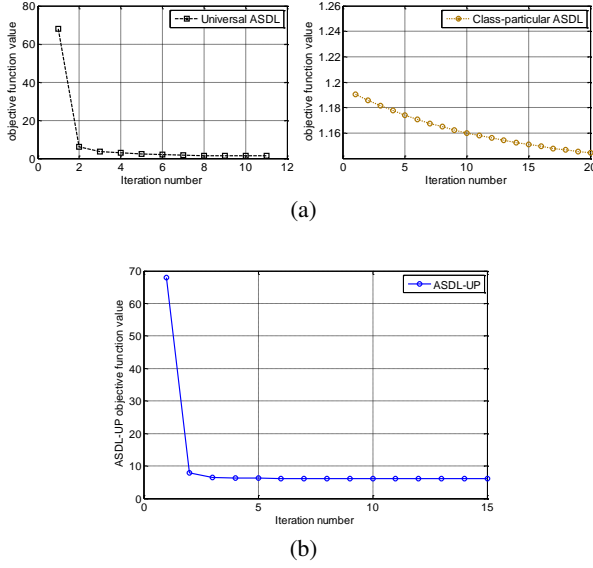 Universal ASDL
objective function value
80
60
40
20
0
0 2 4 6 8 10 12
Iteration number
Class-particular ASDL
objective function value
1.26
1.24
1.2
1.18
1.16
0 5 10 15 20
Iteration number
(a)
ASDL-UP
ASDL-UP objective function value
70
60
50
40
30
20
10
0
0 5 10 15
Iteration number
(b)